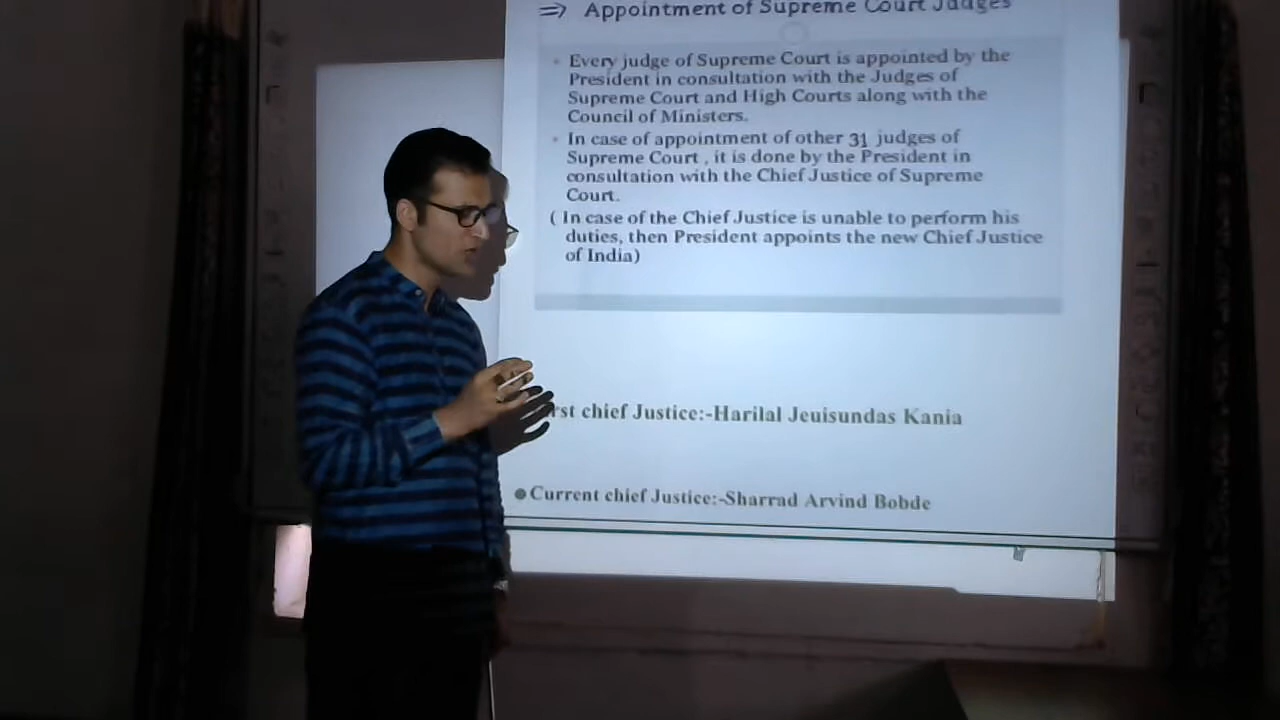 ⇒ Appointment of Supreme Court Judges
Every judge of Supreme Court is appointed by the
President in consultation with the Judges of
Supreme Court and High Courts along with the
Council of Ministers.
In case of appointment of other 31 judges of
Supreme Court , it is done by the President in
consultation with the Chief Justice of Supreme
Court.
( In case of the Chief Justice is unable to perform his
duties, then President appoints the new Chief Justice
of India)
chief Justice:-Harilal Jeuisundas Kania
●Current chief Justice:-Sharrad Arvind Bobde